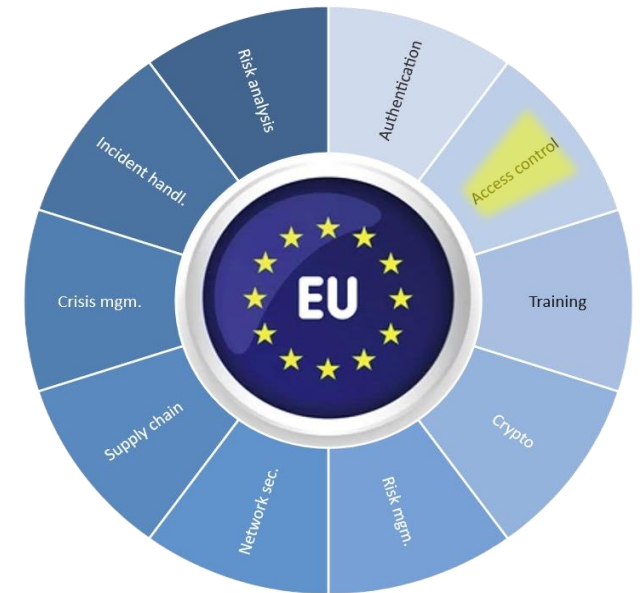 Authentication
Access control
Training
Crypto
Risk mgm.
Network sec.
Supply chain
Crisis mgm.
Incident handl.
Risk analysis
EU